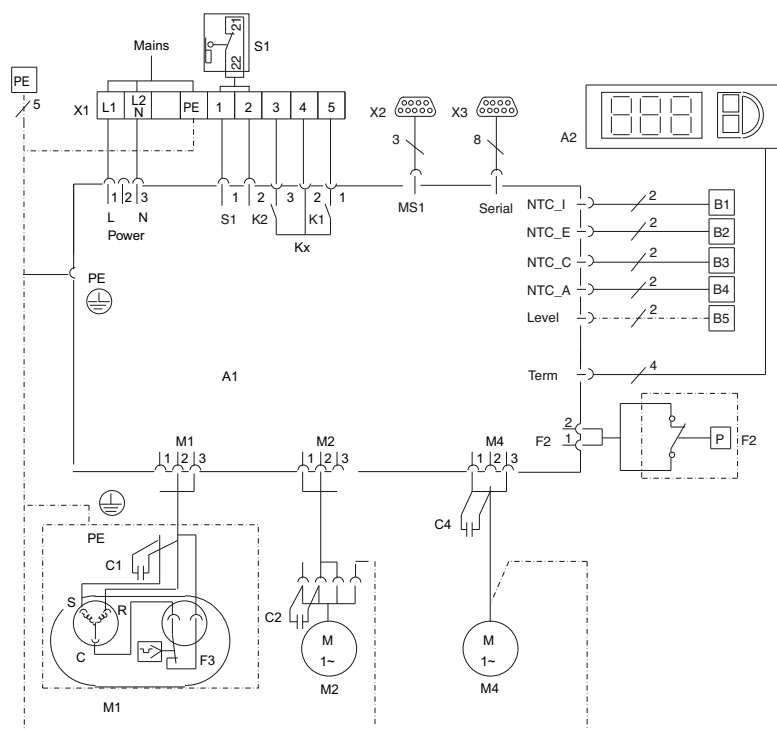 21
22
S1
Mains
PE
5
X1 L1 L2 N PE 1 2 3 4 5
X2
X3
3
8
A2
1 2 3
L N
Power
1 2 3 2 1
S1 K2 K1
Kx
MS1
Serial
NTC_I 2 B1
NTC_E 2 B2
NTC_C 2 B3
NTC_A 2 B4
Level 2 B5
PE
A1
Term 4
2
1
F2
P F2
M1
1 2 3
M2
1 2 3
M4
1 2 3
PE
C1
C4
S R
C2
C
F3
M
1~
M
1~
M1
M2
M4